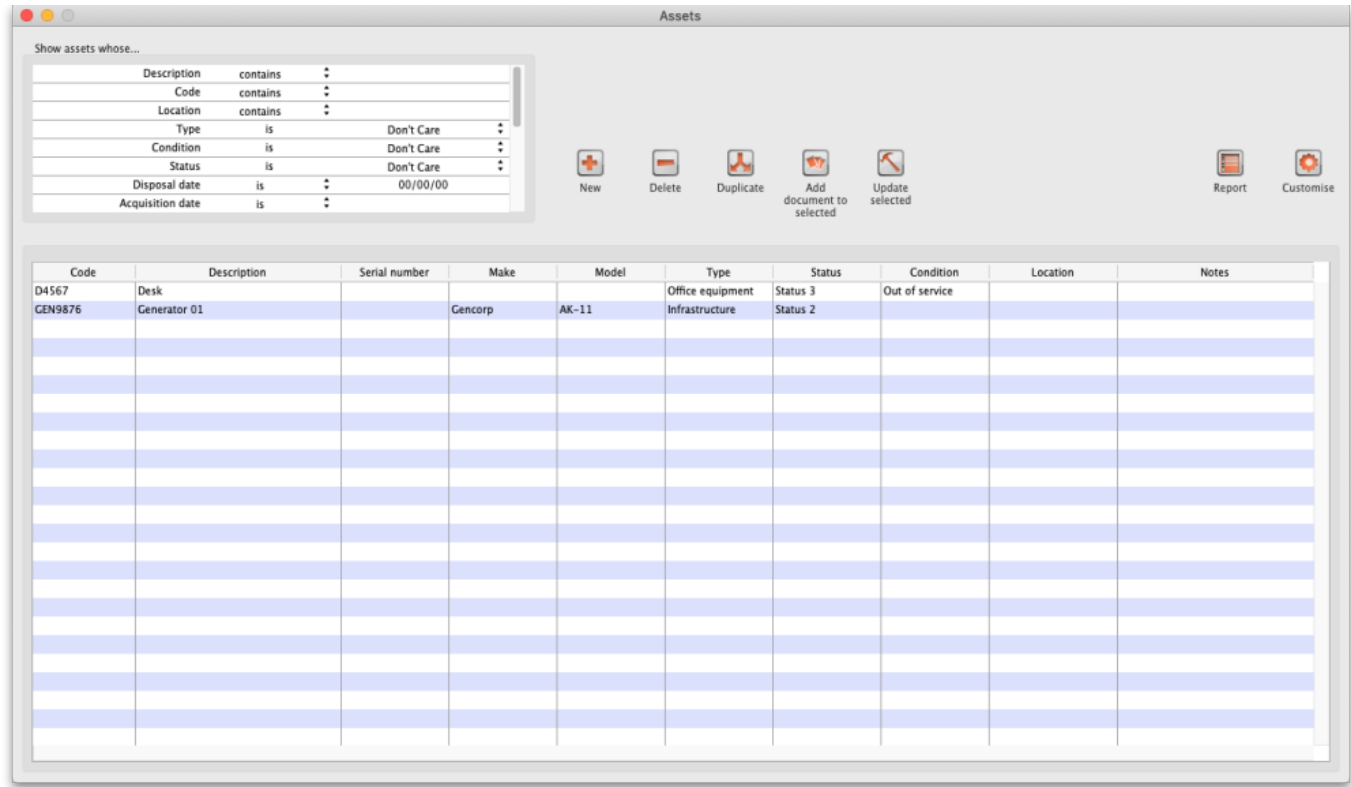 Assets
Show assets whose...
Description contains
Code contains
Location contains
Type is Don't Care
Condition is Don't Care
Status is Don't Care
Disposal date is 00/00/00
Acquisition date is
New
Delete
Duplicate
Add
document to
selected
Update
selected
Report
Customise
Code Description Serial number Make Model Type Status Condition Location Notes
D4567 Desk Office equipment Status 3 Out of service
GEN9876 Generator 01 Gencorp AK-11 Infrastructure Status 2